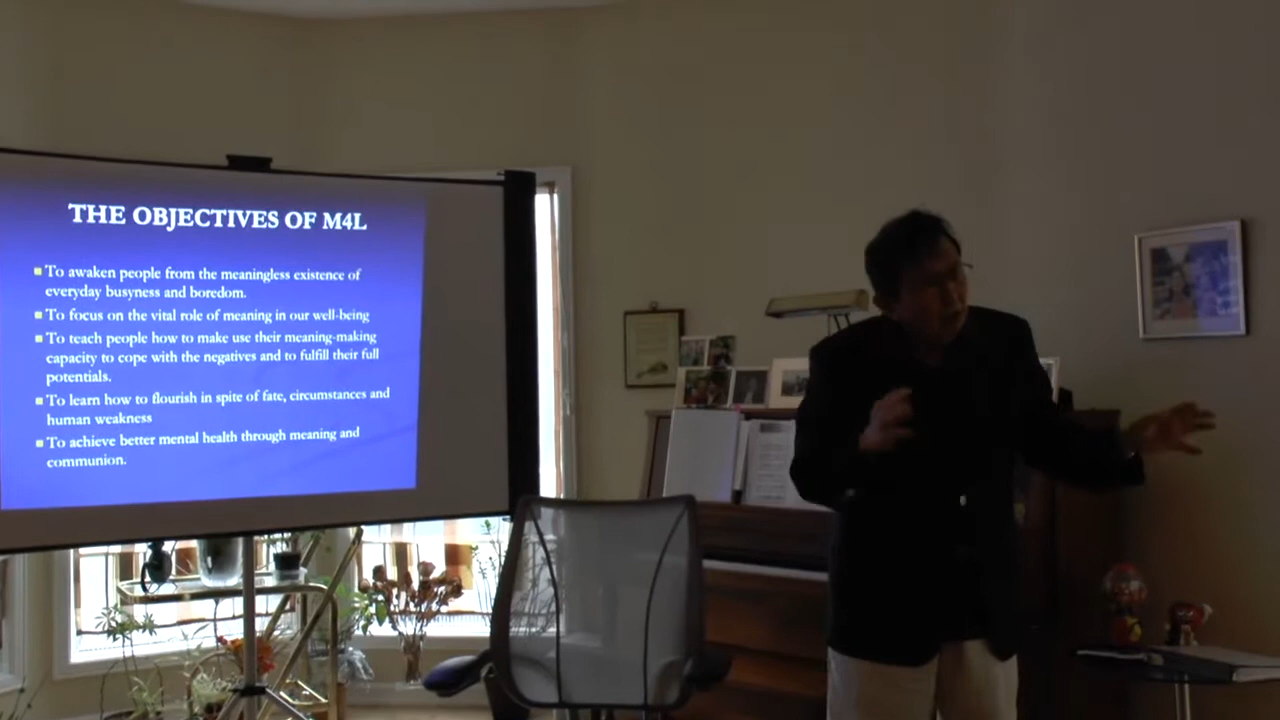 THE OBJECTIVES OF M4L
To awaken people from the meaningless existence of
everyday busyness and boredom.
To focus on the vital role of meaning in our well-being
To teach people how to make use their meaning-making
capacity to cope with the negatives and to fulfill their full
potentials.
To learn how to flourish in spite of fate, circumstances and
human weakness
To achieve better mental health through meaning and
communion.